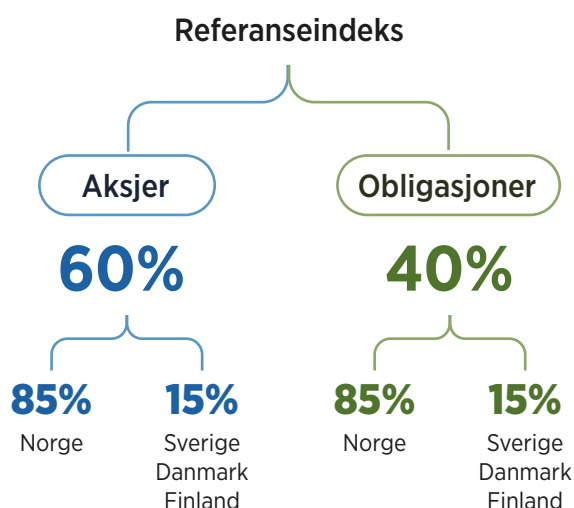 Referanseindeks
Aksjer
Obligasjoner
60%
40%
85%
15%
85%
15%
Norge
Sverige
Danmark
Finland
Norge
Sverige
Danmark
Finland